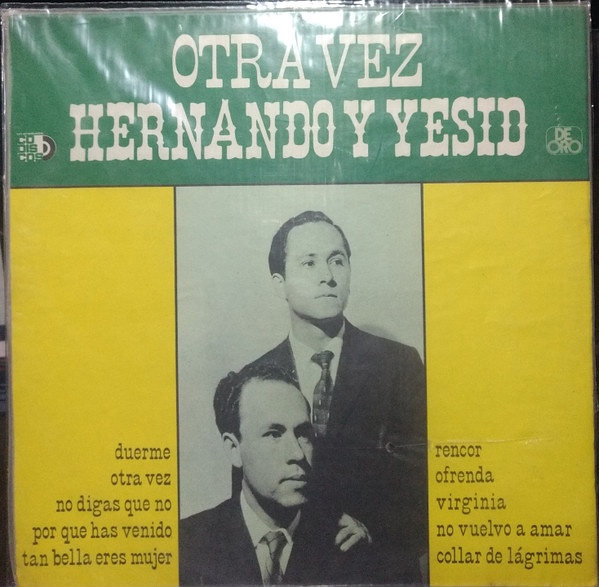 OTRA VEZ
HERNANDO Y YESID
CO
DIS
COS
DE
ORO
duerme
otra vez
no digas que no
por que has venido
tan bella eres mujer
rencor
ofrenda
virginia
no vuelvo a amar
collar de lágrimas